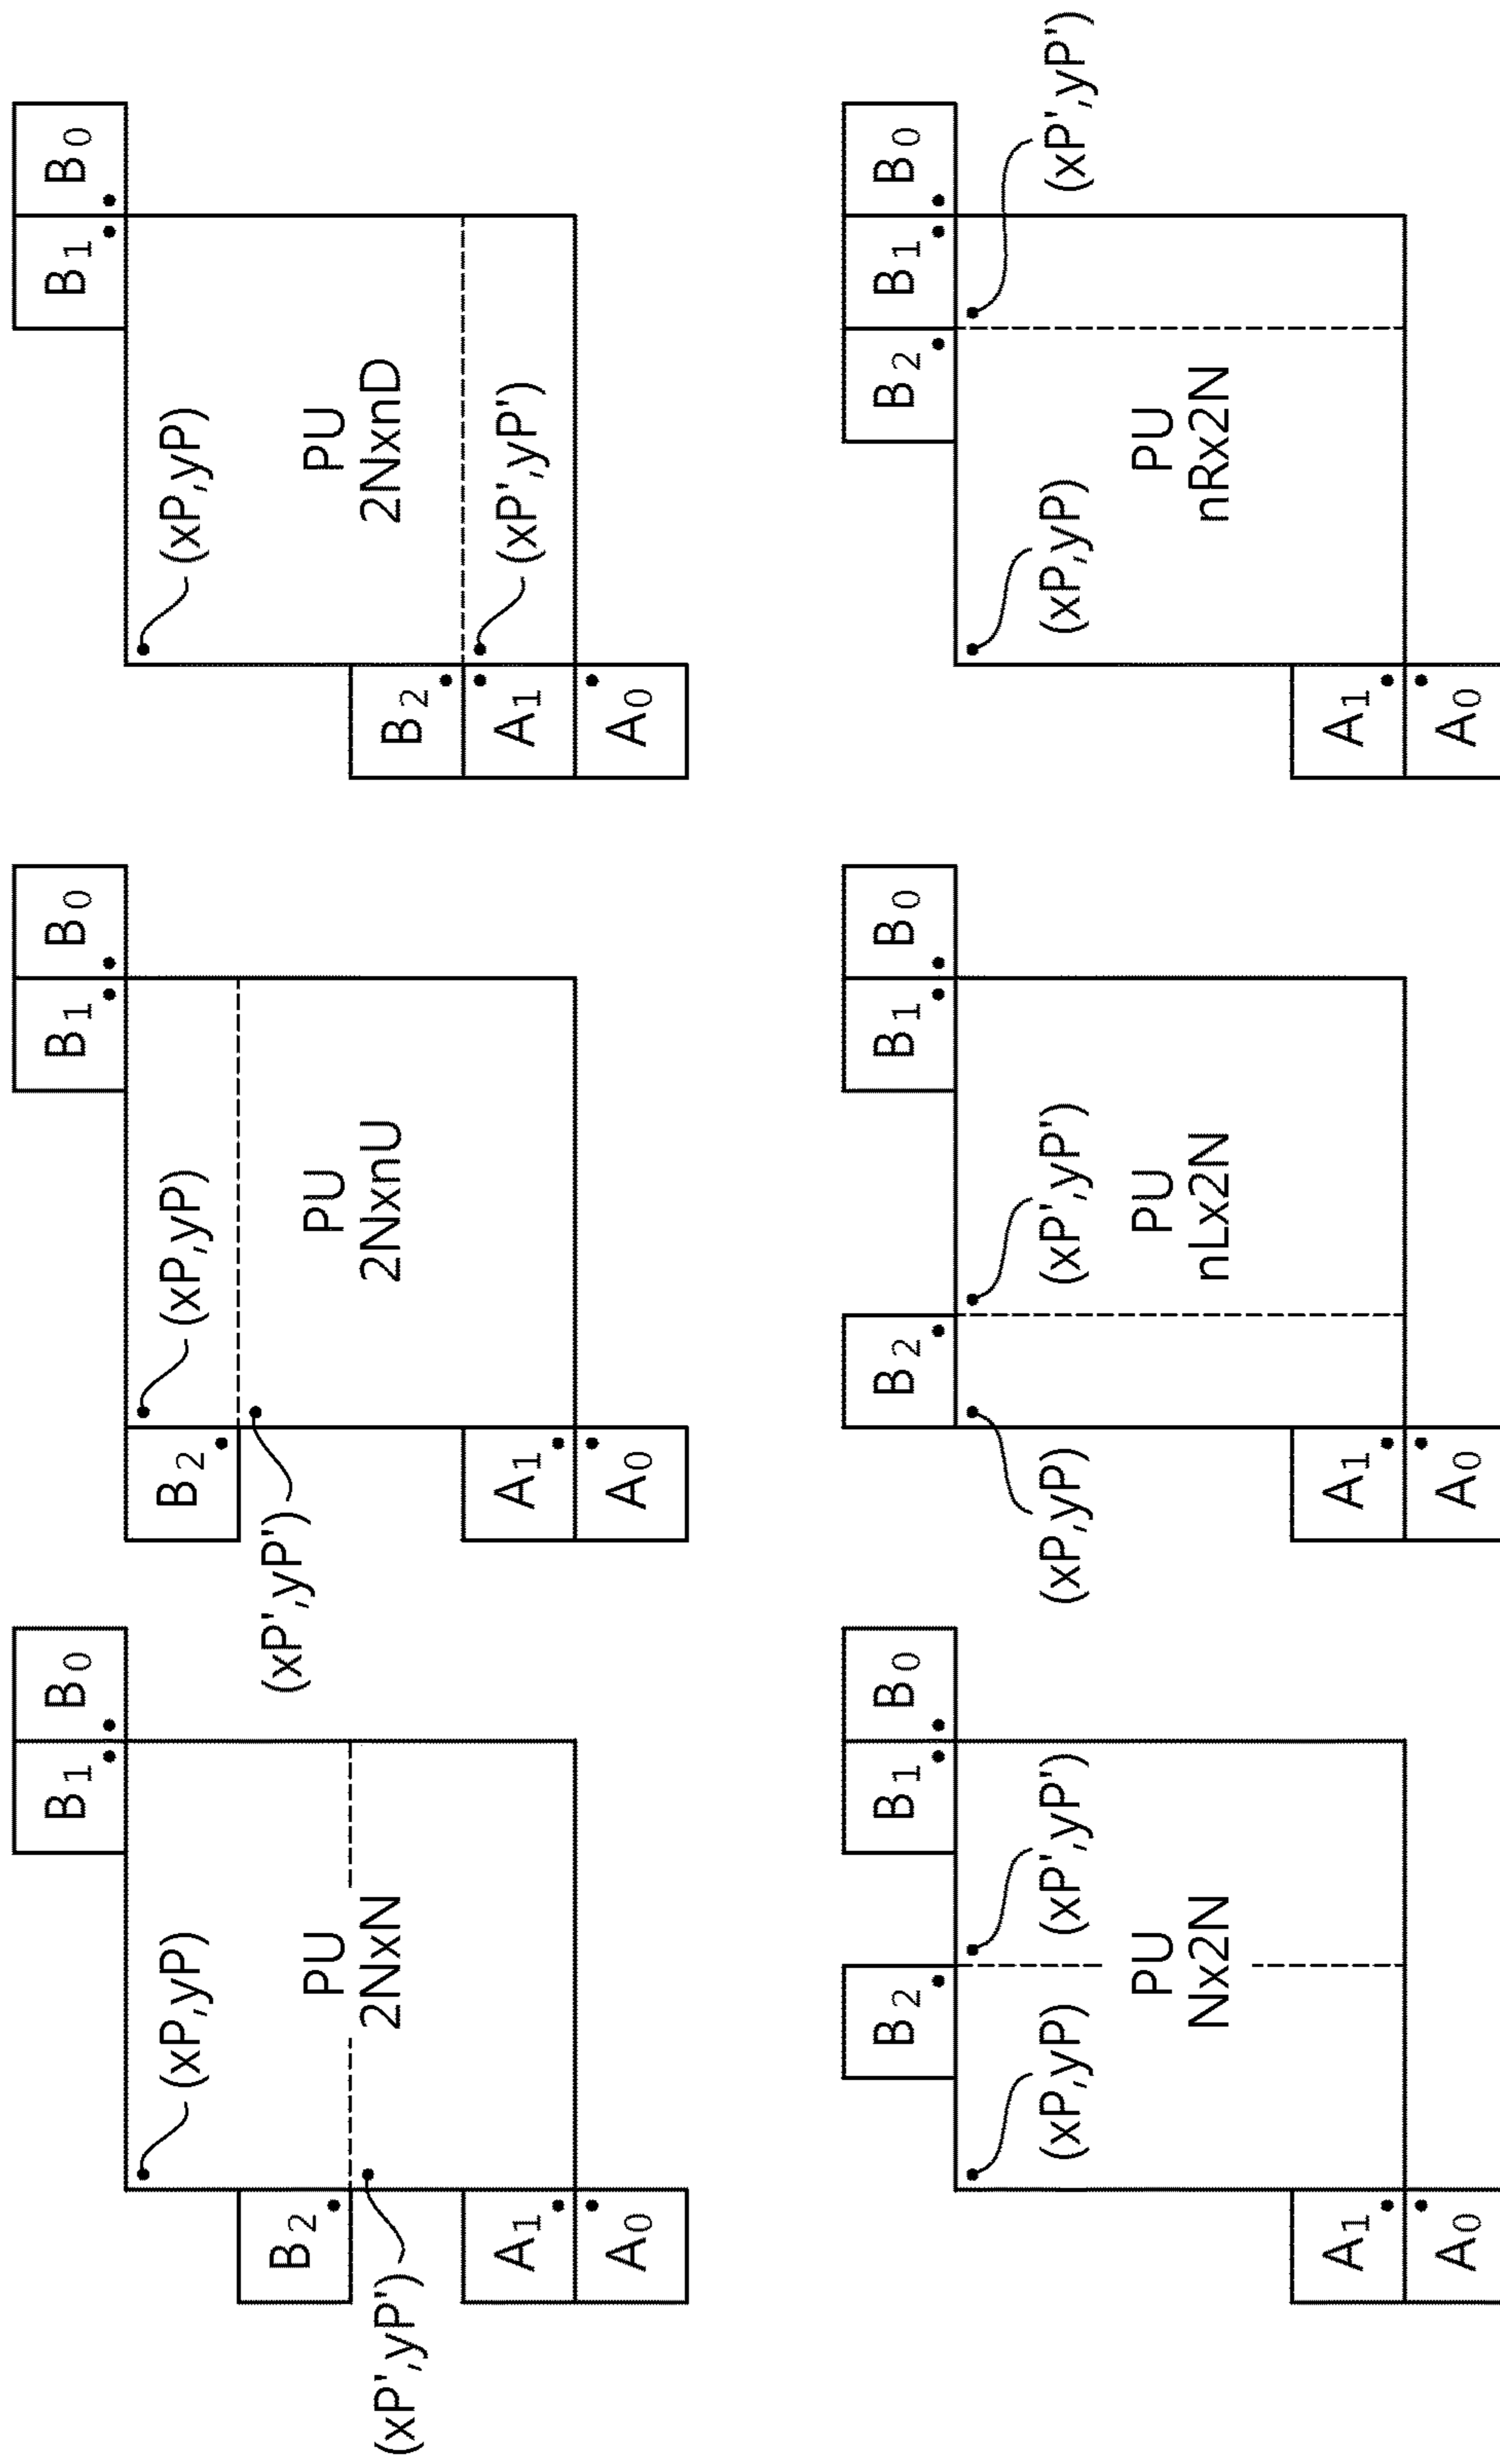 B1 B0
(xP,yP)
B2
PU
2NxN
(xP',yP')
A1
A0
B1 B0
(xP,yP)
B2
(xP',yP')
PU
2NxnU
A1
A0
B1 B0
(xP,yP)
PU
2NxnD
B2
A1
(xP',yP')
A0
B2 B1 B0
(xP,yP) (xP',yP')
PU
Nx2N
A1
A0
B2 B1 B0
(xP,yP) (xP',yP')
PU
nLx2N
A1
A0
B2 B1 B0
(xP,yP) (xP',yP')
PU
nRx2N
A1
A0